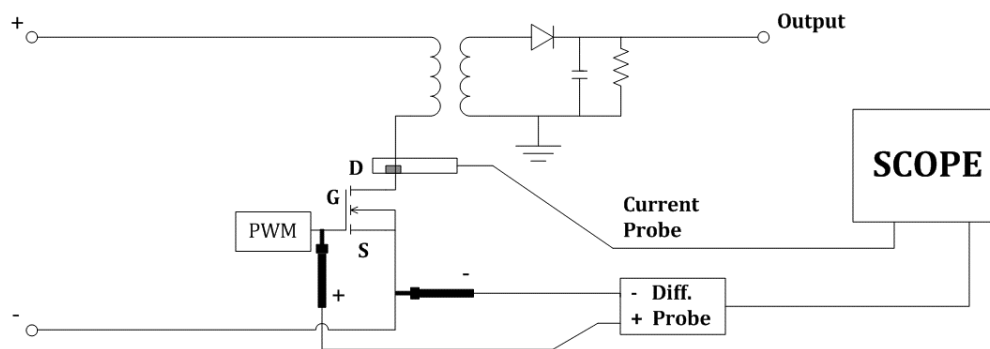 +
Output
SCOPE
D
G
Current
Probe
PWM
S
-
+
- Diff.
+ Probe
-